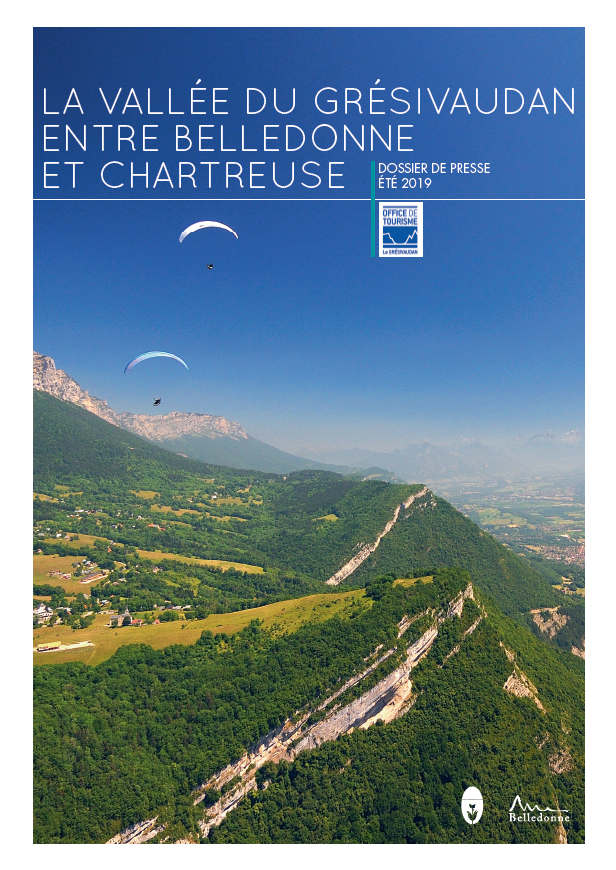 LA VALLÉE DU GRÉSIVAUDAN
ENTRE BELLEDONNE
ET CHARTREUSE
DOSSIER DE PRESSE
ÉTÉ 2019
OFFICE DE
TOURISME
Le GRÉSIVAUDAN
Belledonne